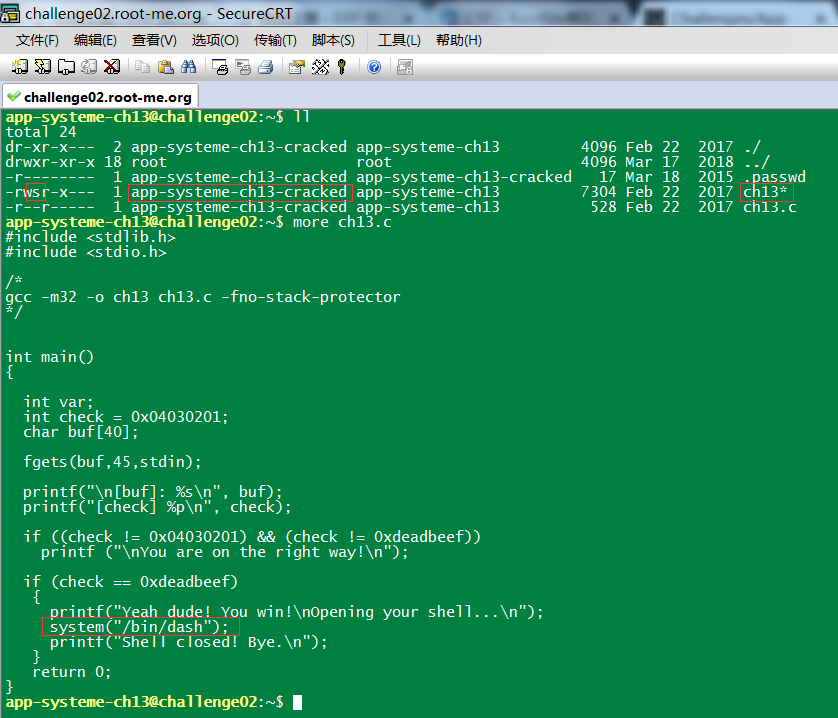 challenge02.root-me.org - SecureCRT
文件(F) 编辑(E) 查看(V) 选项(O) 传输(T) 脚本(S) 工具(L) 帮助(H)
challenge02.root-me.org
app-systeme-ch13@challenge02:~$ ll
total 24
dr-xr-x---  2 app-systeme-ch13-cracked app-systeme-ch13         4096 Feb 22  2017 ./
drwxr-xr-x 18 root                     root                     4096 Mar 17  2018 ../
-r--------  1 app-systeme-ch13-cracked app-systeme-ch13-cracked   17 Mar 18  2015 .passwd
-rwsr-x---  1 app-systeme-ch13-cracked app-systeme-ch13         7304 Feb 22  2017 ch13*
-r--r-----  1 app-systeme-ch13-cracked app-systeme-ch13          528 Feb 22  2017 ch13.c
app-systeme-ch13@challenge02:~$ more ch13.c
#include <stdlib.h>
#include <stdio.h>
/*
gcc -m32 -o ch13 ch13.c -fno-stack-protector
*/
int main()
{
  int var;
  int check = 0x04030201;
  char buf[40];
  fgets(buf,45,stdin);
  printf("\n[buf]: %s\n", buf);
  printf("[check] %p\n", check);
  if ((check != 0x04030201) && (check != 0xdeadbeef))
    printf ("\nYou are on the right way!\n");
  if (check == 0xdeadbeef)
   {
     printf("Yeah dude! You win!\nOpening your shell...\n");
     system("/bin/dash");
     printf("Shell closed! Bye.\n");
   }
   return 0;
}
app-systeme-ch13@challenge02:~$